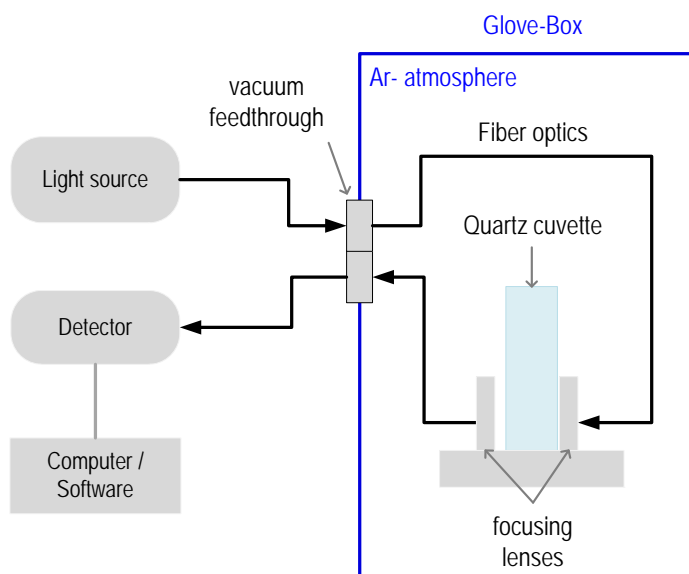 Glove-Box
Ar- atmosphere
vacuum
feedthrough
Fiber optics
Light source
Quartz cuvette
Detector
Computer /
Software
focusing
lenses